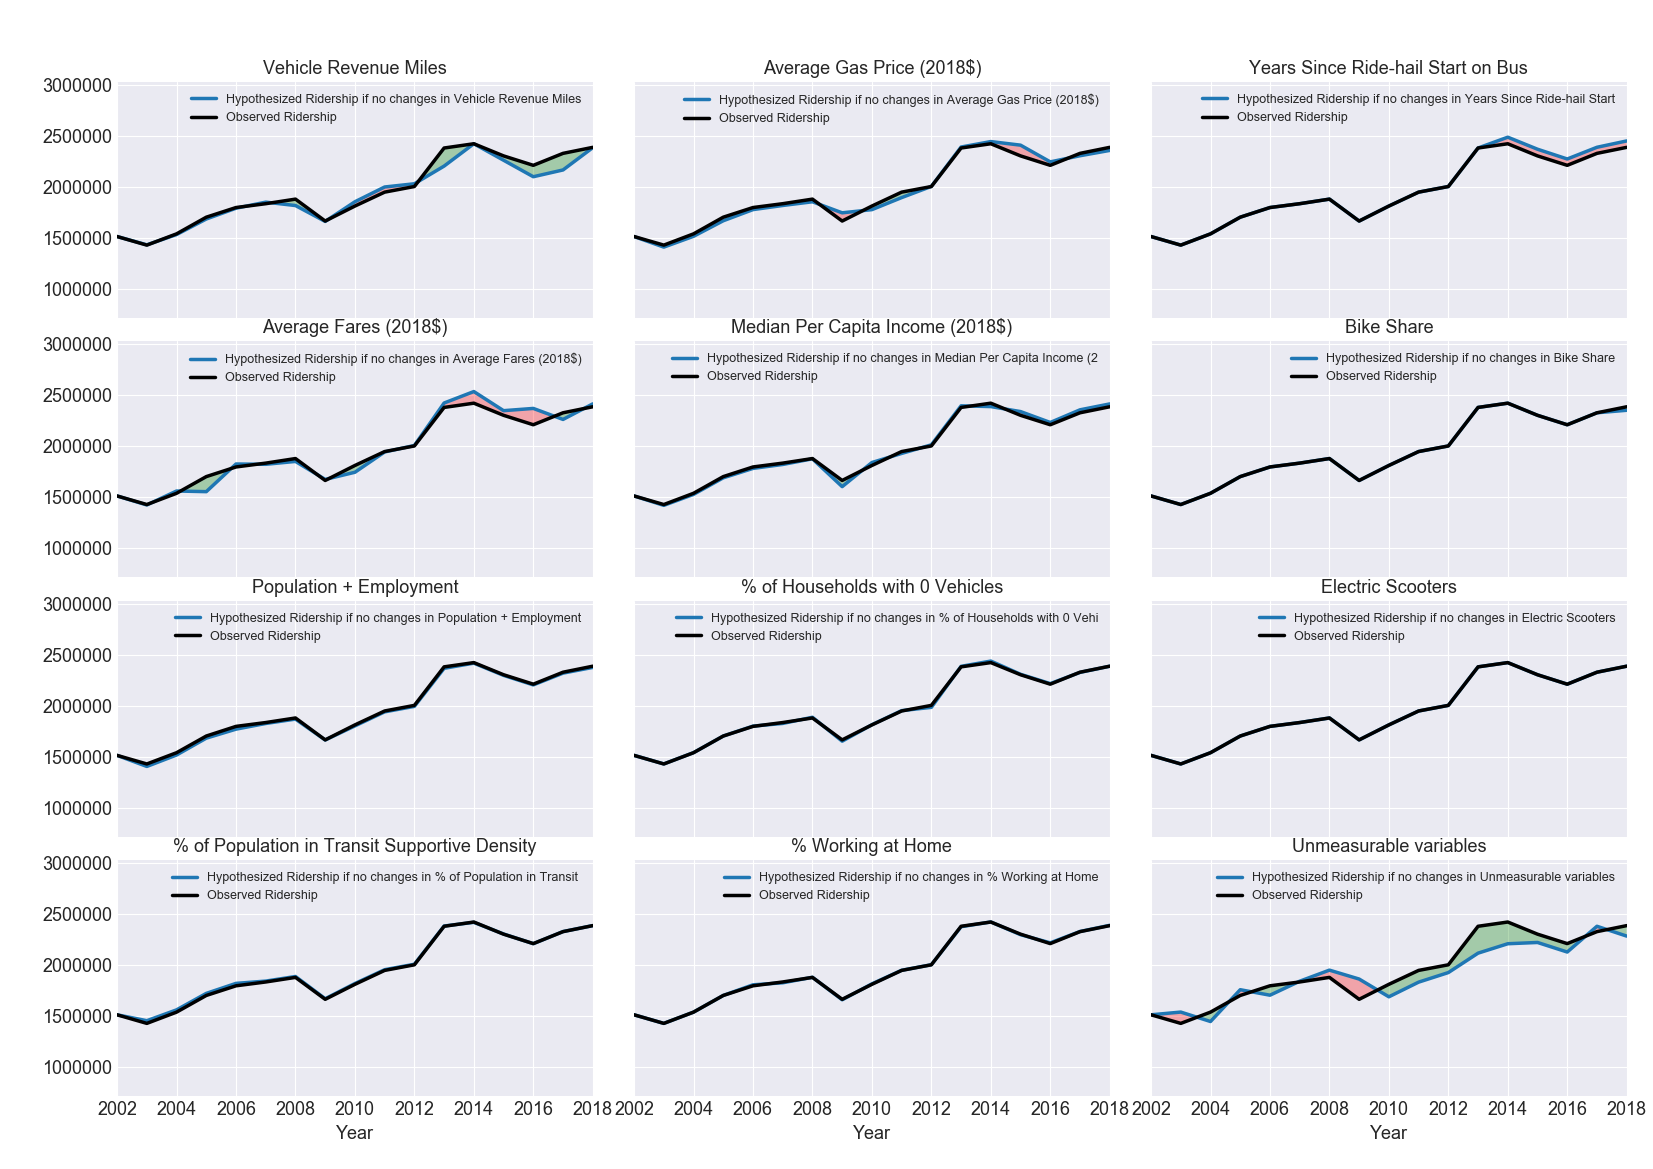 Vehicle Revenue Miles
Average Gas Price (2018$)
Years Since Ride-hail Start on Bus
3000000
2500000
2000000
1500000
1000000
Hypothesized Ridership if no changes in Vehicle Revenue Miles
Observed Ridership
Hypothesized Ridership if no changes in Average Gas Price (2018$)
Observed Ridership
Hypothesized Ridership if no changes in Years Since Ride-hail Start
Observed Ridership
Average Fares (2018$)
Median Per Capita Income (2018$)
Bike Share
3000000
2500000
2000000
1500000
1000000
Hypothesized Ridership if no changes in Average Fares (2018$)
Observed Ridership
Hypothesized Ridership if no changes in Median Per Capita Income (2
Observed Ridership
Hypothesized Ridership if no changes in Bike Share
Observed Ridership
Population + Employment
% of Households with 0 Vehicles
Electric Scooters
3000000
2500000
2000000
1500000
1000000
Hypothesized Ridership if no changes in Population + Employment
Observed Ridership
Hypothesized Ridership if no changes in % of Households with 0 Vehi
Observed Ridership
Hypothesized Ridership if no changes in Electric Scooters
Observed Ridership
% of Population in Transit Supportive Density
% Working at Home
Unmeasurable variables
3000000
2500000
2000000
1500000
1000000
Hypothesized Ridership if no changes in % of Population in Transit
Observed Ridership
Hypothesized Ridership if no changes in % Working at Home
Observed Ridership
Hypothesized Ridership if no changes in Unmeasurable variables
Observed Ridership
2002 2004 2006 2008 2010 2012 2014 2016 2018
2002 2004 2006 2008 2010 2012 2014 2016 2018
2002 2004 2006 2008 2010 2012 2014 2016 2018
Year
Year
Year